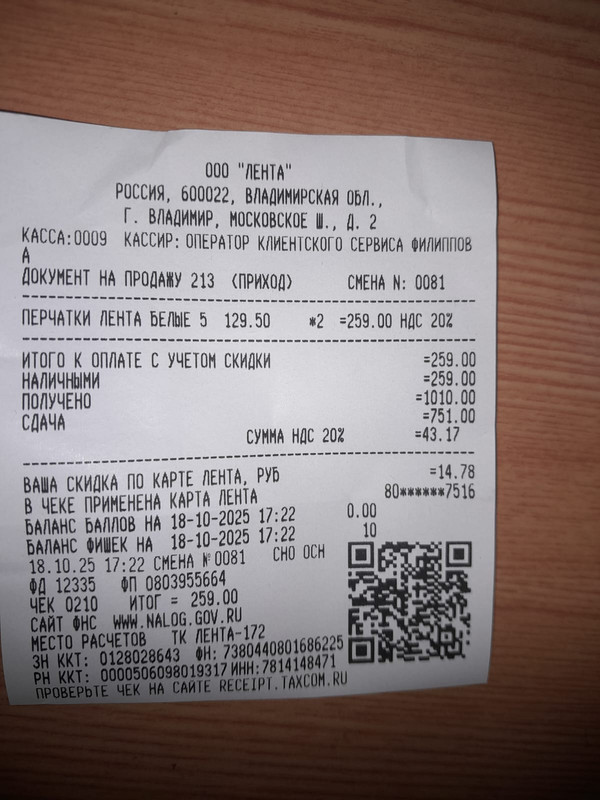 ООО "ЛЕНТА"
РОССИЯ, 600022, ВЛАДИМИРСКАЯ ОБЛ.,
Г. ВЛАДИМИР, МОСКОВСКОЕ Ш., Д. 2
КАССА:0009 КАССИР: ОПЕРАТОР КЛИЕНТСКОГО СЕРВИСА ФИЛИППОВ
А
ДОКУМЕНТ НА ПРОДАЖУ 213 (ПРИХОД) СМЕНА N: 0081
ПЕРЧАТКИ ЛЕНТА БЕЛЫЕ 5 129.50 *2 =259.00 НДС 20%
ИТОГО К ОПЛАТЕ С УЧЕТОМ СКИДКИ =259.00
НАЛИЧНЫМИ =259.00
ПОЛУЧЕНО =1010.00
СДАЧА =751.00
СУММА НДС 20% =43.17
ВАША СКИДКА ПО КАРТЕ ЛЕНТА, РУБ =14.78
В ЧЕКЕ ПРИМЕНЕНА КАРТА ЛЕНТА 80******7516
БАЛАНС БАЛЛОВ НА 18-10-2025 17:22 0.00
БАЛАНС ФИШЕК НА 18-10-2025 17:22 10
18.10.25 17:22 СМЕНА №0081 СНО ОСН
ФД 12335 ФП 0803955664
ЧЕК 0210 ИТОГ = 259.00
САЙТ ФНС WWW.NALOG.GOV.RU
МЕСТО РАСЧЕТОВ ТК ЛЕНТА-172
ЗН ККТ: 0128028643 ФН: 7380440801686225
РН ККТ: 0000506098019317 ИНН:7814148471
ПРОВЕРЬТЕ ЧЕК НА САЙТЕ RECEIPT.TAXCOM.RU